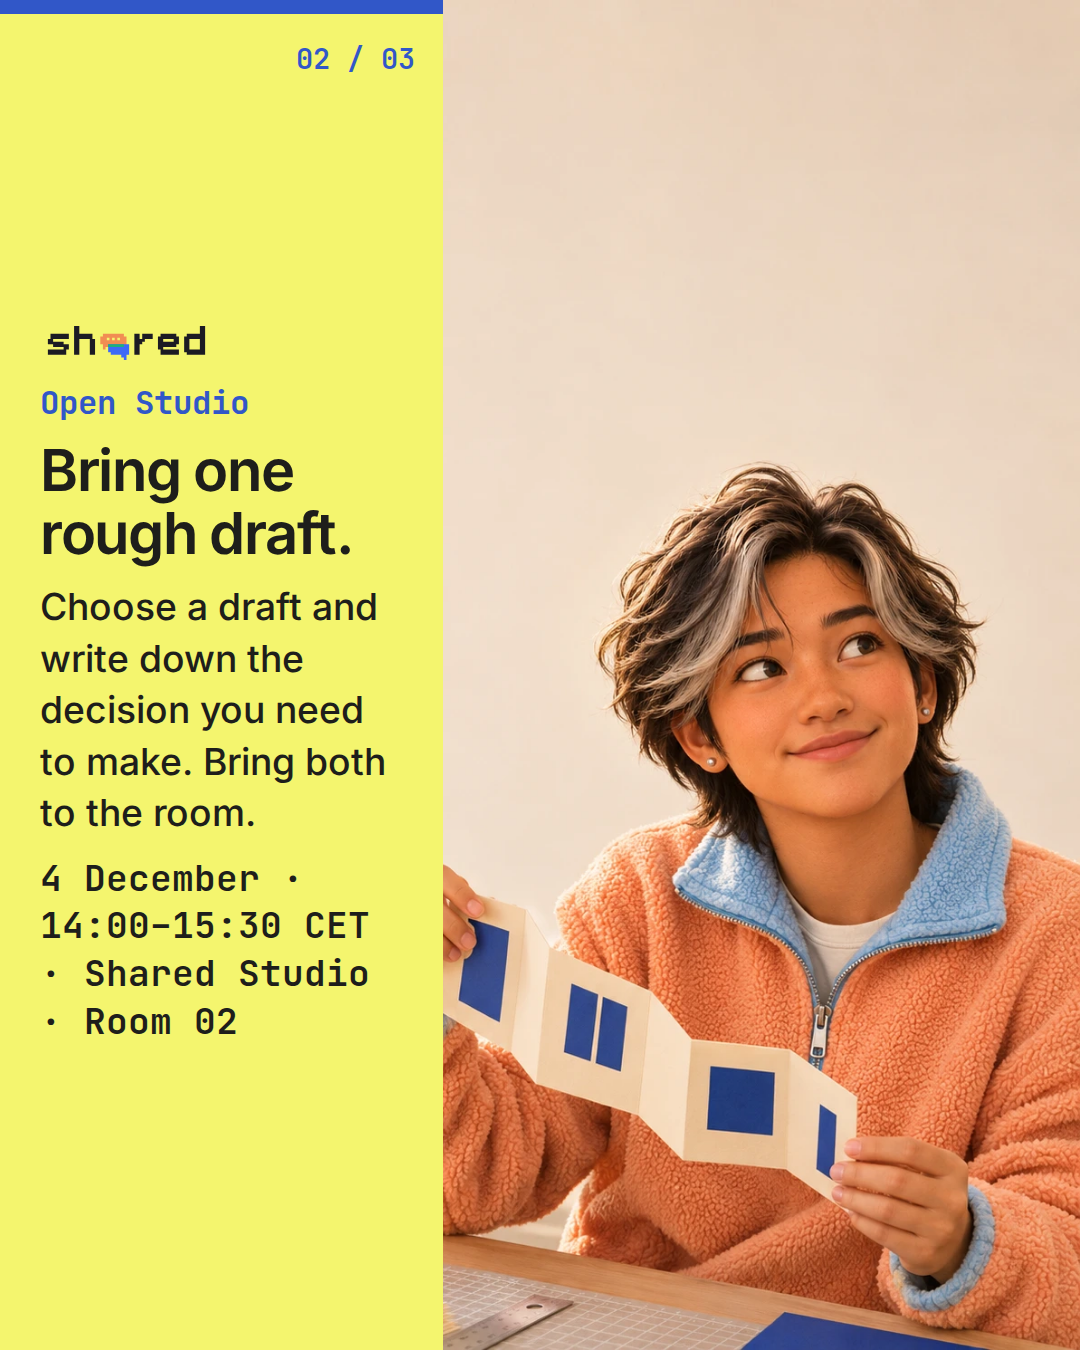 02 / 03
shared
Open Studio
Bring one
rough draft.
Choose a draft and
write down the
decision you need
to make. Bring both
to the room.
4 December ·
14:00–15:30 CET
· Shared Studio
· Room 02